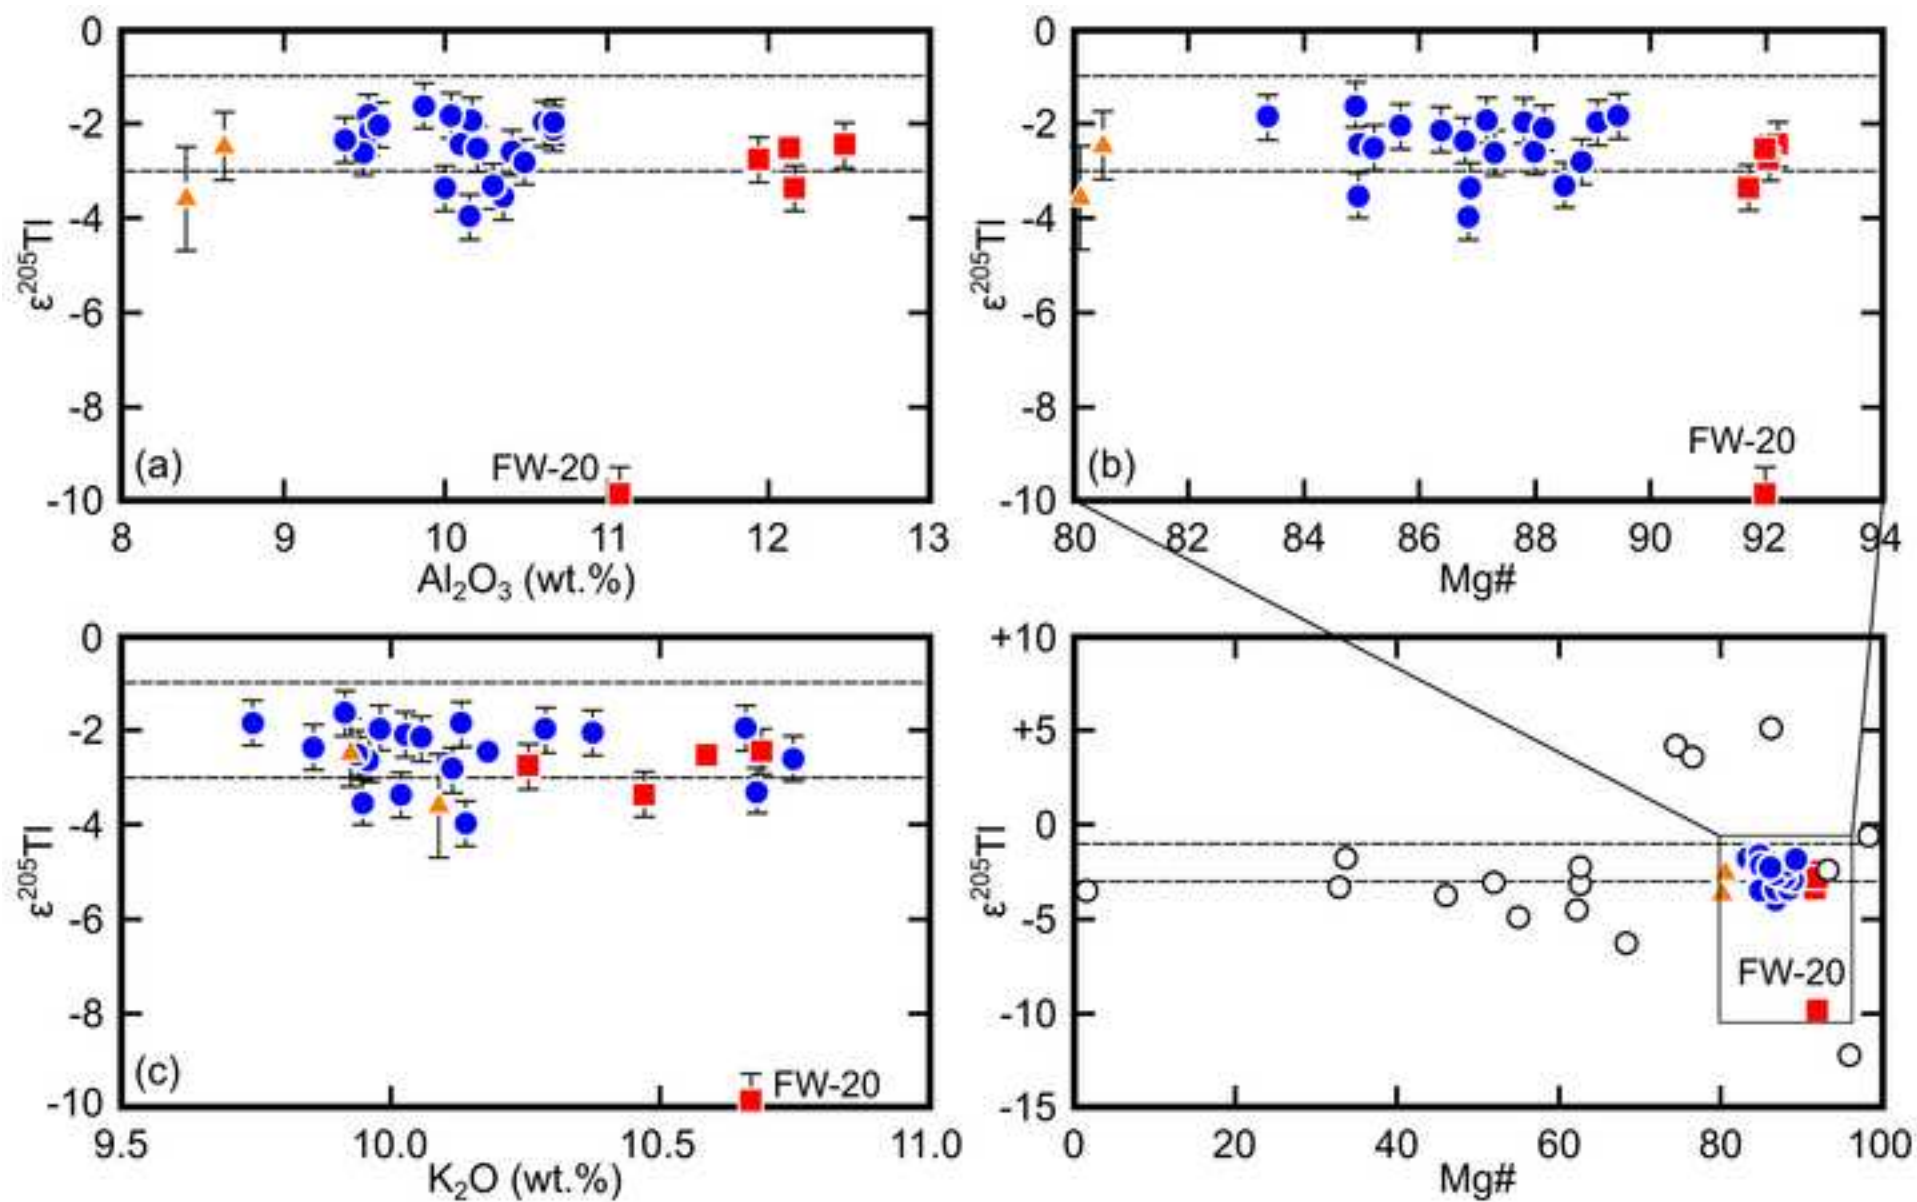 0
-2
-4
-6
-8
-10
ε²⁰⁵Tl
(a)
FW-20
8 9 10 11 12 13
Al₂O₃ (wt.%)
0
-2
-4
-6
-8
-10
ε²⁰⁵Tl
(b)
FW-20
80 82 84 86 88 90 92 94
Mg#
0
-2
-4
-6
-8
-10
ε²⁰⁵Tl
(c)
FW-20
9.5 10.0 10.5 11.0
K₂O (wt.%)
+10
+5
0
-5
-10
-15
ε²⁰⁵Tl
FW-20
0 20 40 60 80 100
Mg#